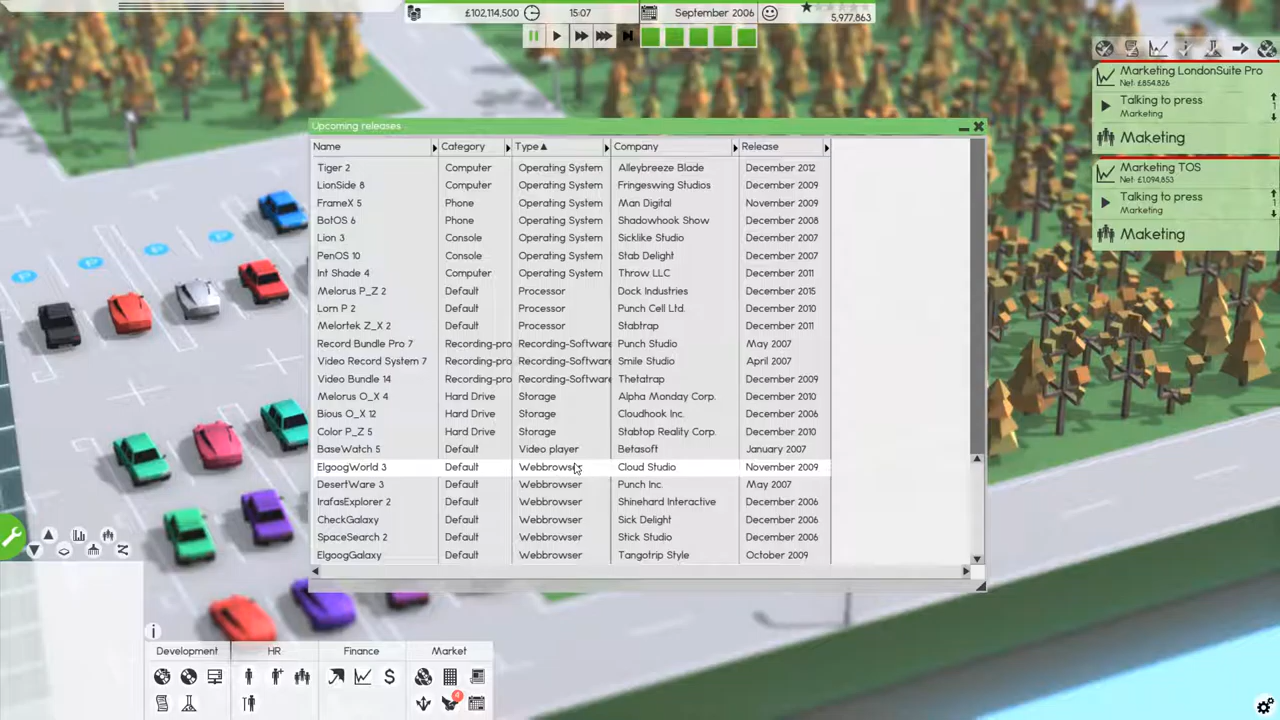 £102,114,500 15:07 September 2006 5,977,863
Marketing LondonSuite Pro
Net: £854,826
Talking to press
Marketing
1
Maketing
Marketing TOS
Net: £1,094,853
Talking to press
Marketing
1
Maketing
Upcoming releases
Name Category Type Company Release
Tiger 2 Computer Operating System Alleybreeze Blade December 2012
LionSide 8 Computer Operating System Fringeswing Studios December 2009
FrameX 5 Phone Operating System Man Digital November 2009
BotOS 6 Phone Operating System Shadowhook Show December 2008
Lion 3 Console Operating System Sicklike Studio December 2007
PenOS 10 Console Operating System Stab Delight December 2007
Int Shade 4 Computer Operating System Throw LLC December 2011
Melorus P_Z 2 Default Processor Dock Industries December 2015
Lorn P 2 Default Processor Punch Cell Ltd. December 2010
Melortek Z_X 2 Default Processor Stabtrap December 2011
Record Bundle Pro 7 Recording-pro Recording-Software Punch Studio May 2007
Video Record System 7 Recording-pro Recording-Software Smile Studio April 2007
Video Bundle 14 Recording-pro Recording-Software Thetatrap December 2009
Melorus O_X 4 Hard Drive Storage Alpha Monday Corp. December 2010
Bious O_X 12 Hard Drive Storage Cloudhook Inc. December 2006
Color P_Z 5 Hard Drive Storage Stabtop Reality Corp. December 2010
BaseWatch 5 Default Video player Betasoft January 2007
ElgoogWorld 3 Default Webbrowser Cloud Studio November 2009
DesertWare 3 Default Webbrowser Punch Inc. May 2007
IrafasExplorer 2 Default Webbrowser Shinehard Interactive December 2006
CheckGalaxy Default Webbrowser Sick Delight December 2006
SpaceSearch 2 Default Webbrowser Stick Studio December 2006
ElgoogGalaxy Default Webbrowser Tangotrip Style October 2009
Development HR Finance Market
4